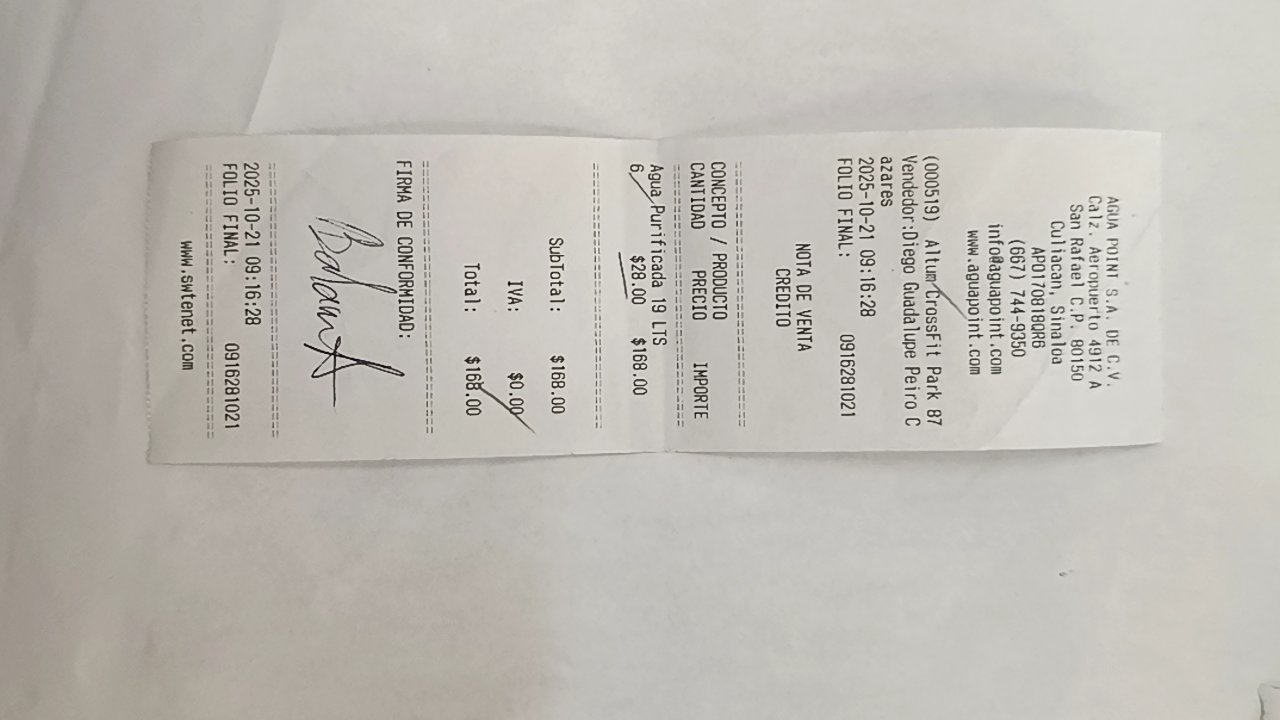 AGUA POINT S.A. DE C.V.
Calz. Aeropuerto 4912 A
San Rafael C.P. 80150
Culiacan, Sinaloa
APO170818QR6
(667) 744-9350
info@aguapoint.com
www.aguapoint.com
(000519) Altum CrossFit Park 87
Vendedor:Diego Guadalupe Peiro C
azares
2025-10-21 09:16:28
FOLIO FINAL: 0916281021
NOTA DE VENTA
CREDITO
================================
CONCEPTO / PRODUCTO
CANTIDAD PRECIO IMPORTE
================================
Agua Purificada 19 LTS
6 $28.00 $168.00
================================
SubTotal: $168.00
IVA: $0.00
Total: $168.00
================================
FIRMA DE CONFORMIDAD:
================================
2025-10-21 09:16:28
FOLIO FINAL: 0916281021
================================
www.swtenet.com